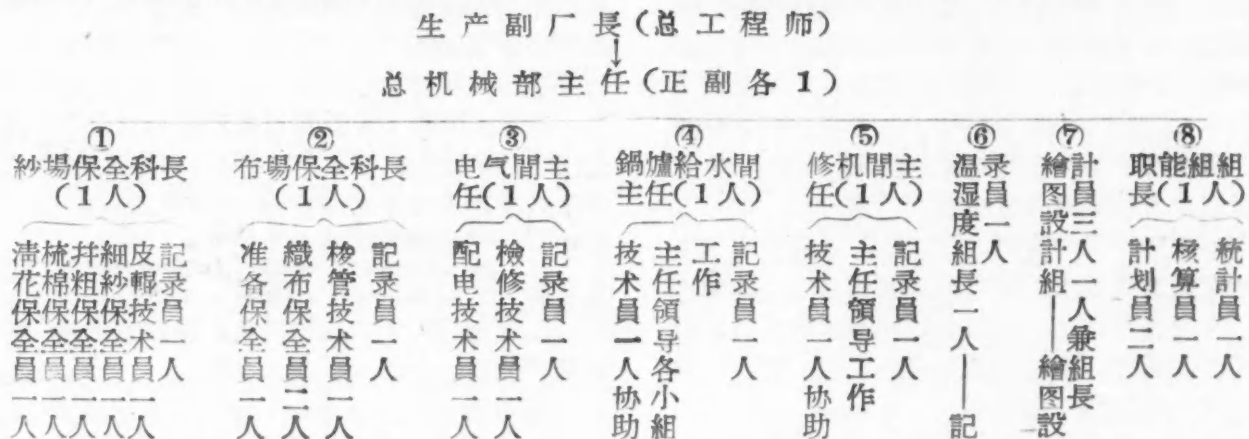 生产副厂長(总工程师)
↓
总机械部主任(正副各1)
①
紗場保全科長
(1人)
清花保全員一人
梳棉保全員一人
幷粗保全員一人
細紗保全員一人
皮輥技术員一人
記录員一人
②
布場保全科長
(1人)
准备保全員一人
織布保全員二人
梭管技术員一人
記录員一人
③
电气間主
任(1人)
配电技术員一人
檢修技术員一人
記录員一人
④
鍋爐給水間
主任(1人)
技术員一人协助
主任領导各小組
工作
記录員一人
⑤
修机間主
任(1人)
技术員一人协助
主任領导工作
記录員一人
⑥
温湿度組長一人——記
录員一人
⑦
繪图設計組——繪图設
計員三人一人兼組長
⑧
职能組組
長(1人)
計划員二人
核算員一人
統計員一人